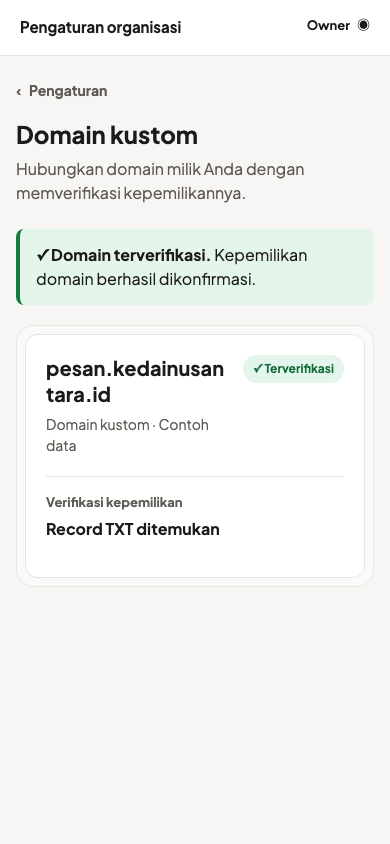 Pengaturan organisasi
Owner
‹ Pengaturan
Domain kustom
Hubungkan domain milik Anda dengan
memverifikasi kepemilikannya.
✓Domain terverifikasi. Kepemilikan
domain berhasil dikonfirmasi.
pesan.kedainusan
tara.id
✓Terverifikasi
Domain kustom · Contoh
data
Verifikasi kepemilikan
Record TXT ditemukan